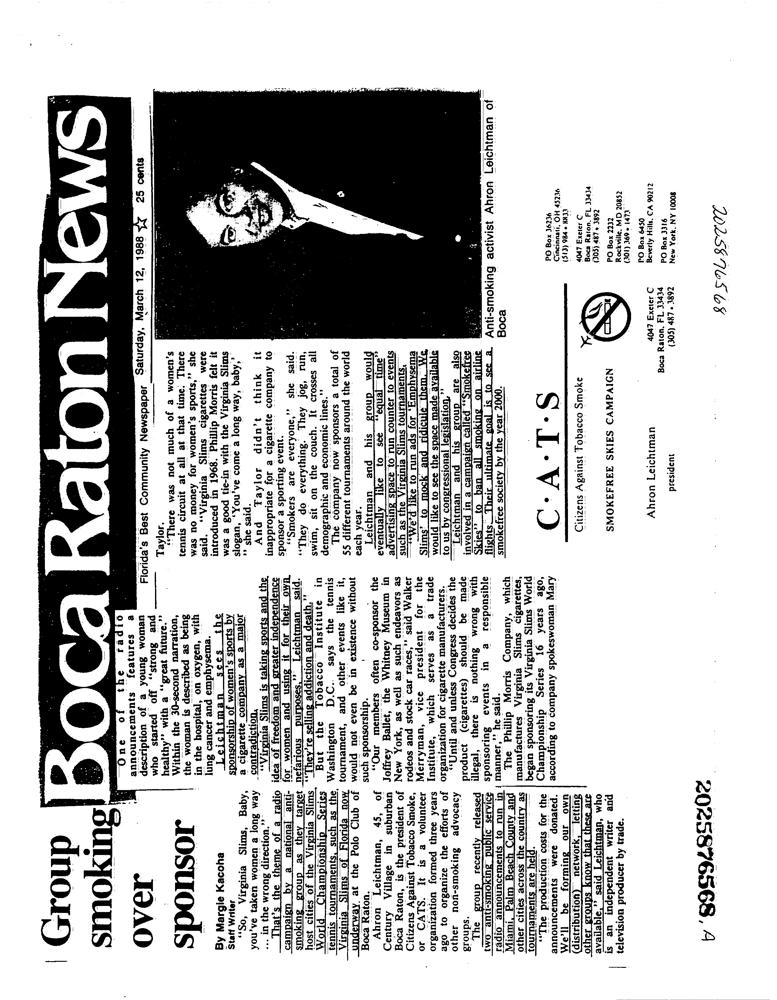 Group
smoking
over
sponsor
Boca Raton News
Florida's Best Community Newspaper Saturday, March 12, 1988 ☆ 25 cents
By Margie Kacoha
Staff Writer
"So, Virginia Slims, Baby,
you've taken women a long way
... in the wrong direction."
That's the theme of a radio
campaign by a national anti-
smoking group as they target
host cities of the Virginia Slims
World Championship Series
tennis tournaments, such as the
Virginia Slims of Florida now
underway at the Polo Club of
Boca Raton.
Ahron Leichtman, 45, of
Century Village in suburban
Boca Raton, is the president of
Citizens Against Tobacco Smoke,
or CATS. It is a volunteer
organization formed three years
ago to organize the efforts of
other non-smoking advocacy
groups.
The group recently released
two anti-smoking public service
radio announcements to run in
Miami, Palm Beach County and
other cities across the country as
tournaments are held.
"The production costs for the
announcements were donated.
We'll be forming our own
(distribution) network, letting
other groups know that these are
available," said Leichtman who
is an independent writer and
television producer by trade.
One of the radio
announcements features a
description of a young woman
who started off "strong and
healthy" with a "great future."
Within the 30-second narration,
the woman is described as being
in the hospital, on oxygen, with
lung cancer and emphysema.
Leichtman sees the
sponsorship of women's sports by
a cigarette company as a major
contradiction.
"Virginia Slims is taking sports and the
idea of freedom and greater independence
for women and using it for their own
nefarious purposes," Leichtman said.
"They're selling addiction and death."
But the Tobacco Institute in
Washington D.C. says the tennis
tournament, and other events like it,
would not even be in existence without
such sponsorship.
"Our members often co-sponsor the
Joffrey Ballet, the Whitney Museum in
New York, as well as such endeavors as
rodeos and stock car races," said Walker
Merryman, vice president for the
Institute, which serves as a trade
organization for cigarette manufacturers.
"Until and unless Congress decides the
product (cigarettes) should be made
illegal, there is nothing wrong with
sponsoring events in a responsible
manner," he said.
The Phillip Morris Company, which
manufactures Virginia Slims cigarettes,
began sponsoring its Virginia Slims World
Championship Series 16 years ago,
according to company spokeswoman Mary
Taylor.
"There was not much of a women's
tennis circuit at all at that time. There
was no money for women's sports," she
said. "Virginia Slims cigarettes were
introduced in 1968. Phillip Morris felt it
was a good tie-in with the Virginia Slims
slogan, 'You've come a long way, baby,'
" she said.
And Taylor didn't think it
inappropriate for a cigarette company to
sponsor a sporting event.
"Smokers are everyone," she said.
"They do everything. They jog, run,
swim, sit on the couch. It crosses all
demographic and economic lines."
The company now sponsors a total of
55 different tournaments around the world
each year.
Leichtman and his group would
eventually like to see "equal time"
advertising space to run counter to events
such as the Virginia Slims tournaments.
"We'd like to run ads for 'Emphysema
Slims' to mock and ridicule them. We
would like to see the space made available
to us by congressional legislation."
Leichtman and his group are also
involved in a campaign called "Smokefree
Skies" to ban all smoking on airline
flights. Their ultimate goal is to see a
smokefree society by the year 2000.
Anti-smoking activist Ahron Leichtman of
Boca
C·A·T·S
Citizens Against Tobacco Smoke
SMOKEFREE SKIES CAMPAIGN
Ahron Leichtman
president
4047 Exeter C
Boca Raton, FL 33434
(305) 487-3892
PO Box 36236
Cincinnati, OH 45236
(513) 984-8833
4047 Exeter C
Boca Raton, FL 33434
(305) 487-3892
PO Box 2232
Rockville, MD 20852
(301) 369-1473
PO Box 6450
Beverly Hills, CA 90212
PO Box 3316
New York, NY 10008
2025876568
2025876568, A